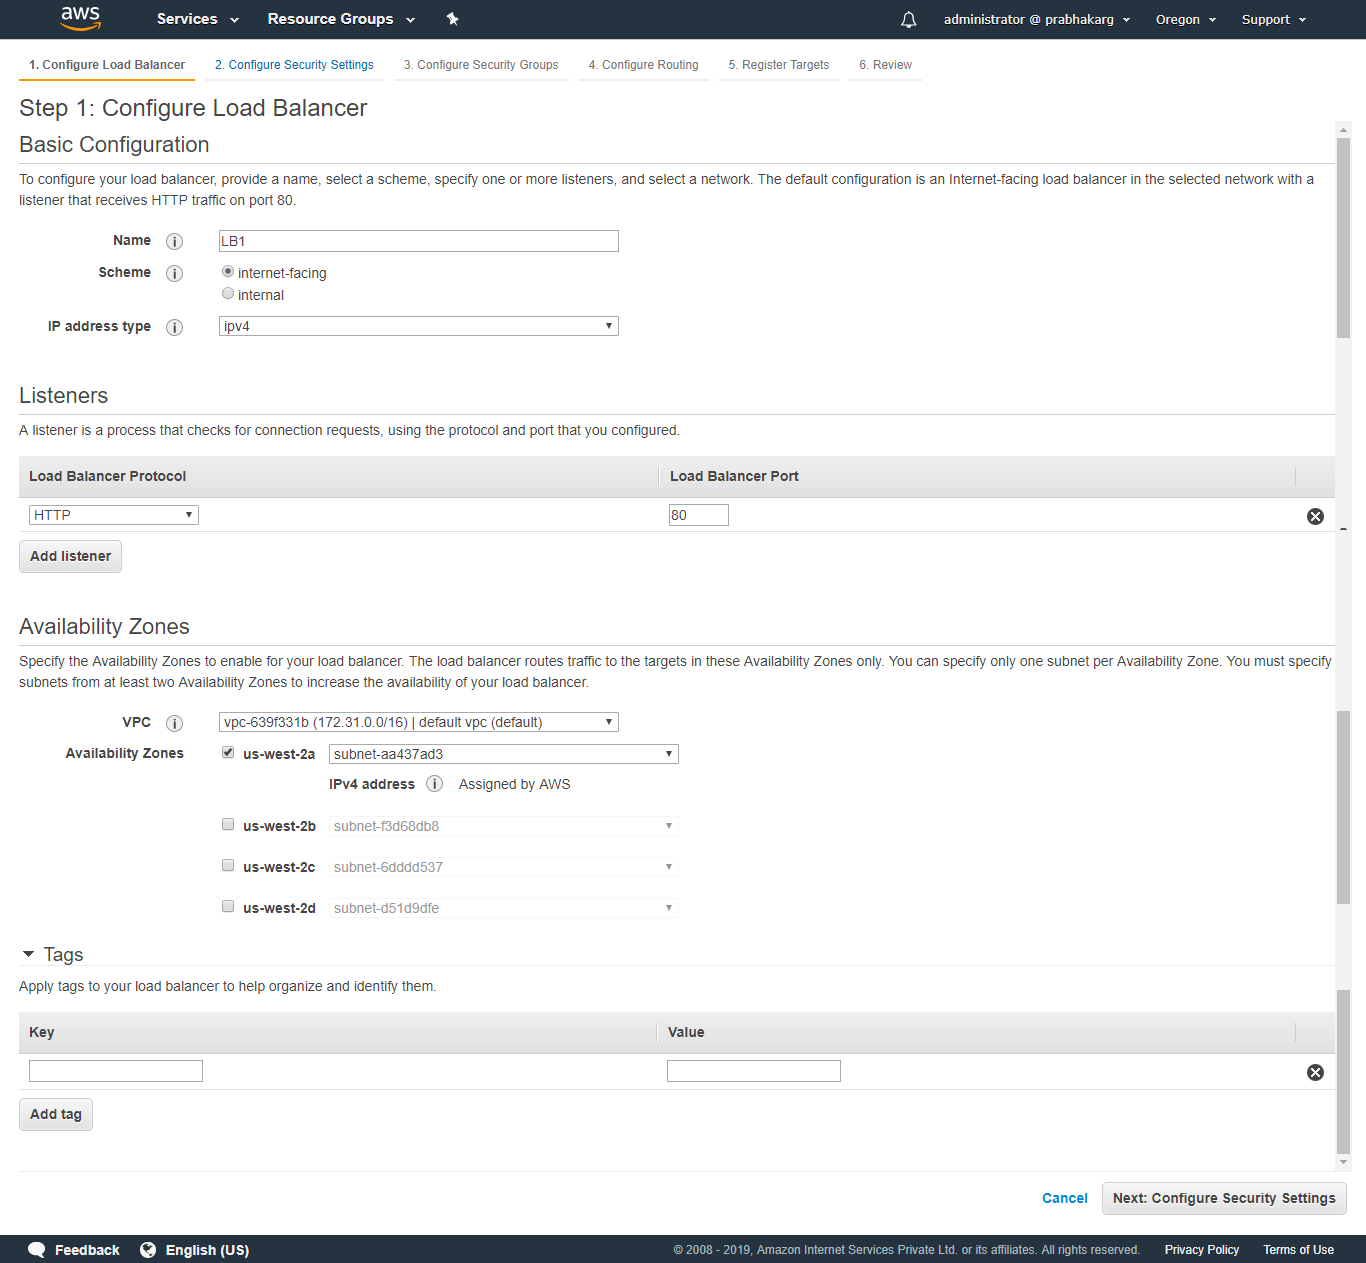 aws Services Resource Groups administrator @ prabhakarg Oregon Support
1. Configure Load Balancer 2. Configure Security Settings 3. Configure Security Groups 4. Configure Routing 5. Register Targets 6. Review
Step 1: Configure Load Balancer
Basic Configuration
To configure your load balancer, provide a name, select a scheme, specify one or more listeners, and select a network. The default configuration is an Internet-facing load balancer in the selected network with a
listener that receives HTTP traffic on port 80.
Name i LB1
Scheme i internet-facing
internal
IP address type i ipv4
Listeners
A listener is a process that checks for connection requests, using the protocol and port that you configured.
Load Balancer Protocol Load Balancer Port
HTTP 80
Add listener
Availability Zones
Specify the Availability Zones to enable for your load balancer. The load balancer routes traffic to the targets in these Availability Zones only. You can specify only one subnet per Availability Zone. You must specify
subnets from at least two Availability Zones to increase the availability of your load balancer.
VPC i vpc-639f331b (172.31.0.0/16) | default vpc (default)
Availability Zones us-west-2a subnet-aa437ad3
IPv4 address i Assigned by AWS
us-west-2b subnet-f3d68db8
us-west-2c subnet-6dddd537
us-west-2d subnet-d51d9dfe
Tags
Apply tags to your load balancer to help organize and identify them.
Key Value
Add tag
Cancel Next: Configure Security Settings
Feedback English (US) © 2008 - 2019, Amazon Internet Services Private Ltd. or its affiliates. All rights reserved. Privacy Policy Terms of Use